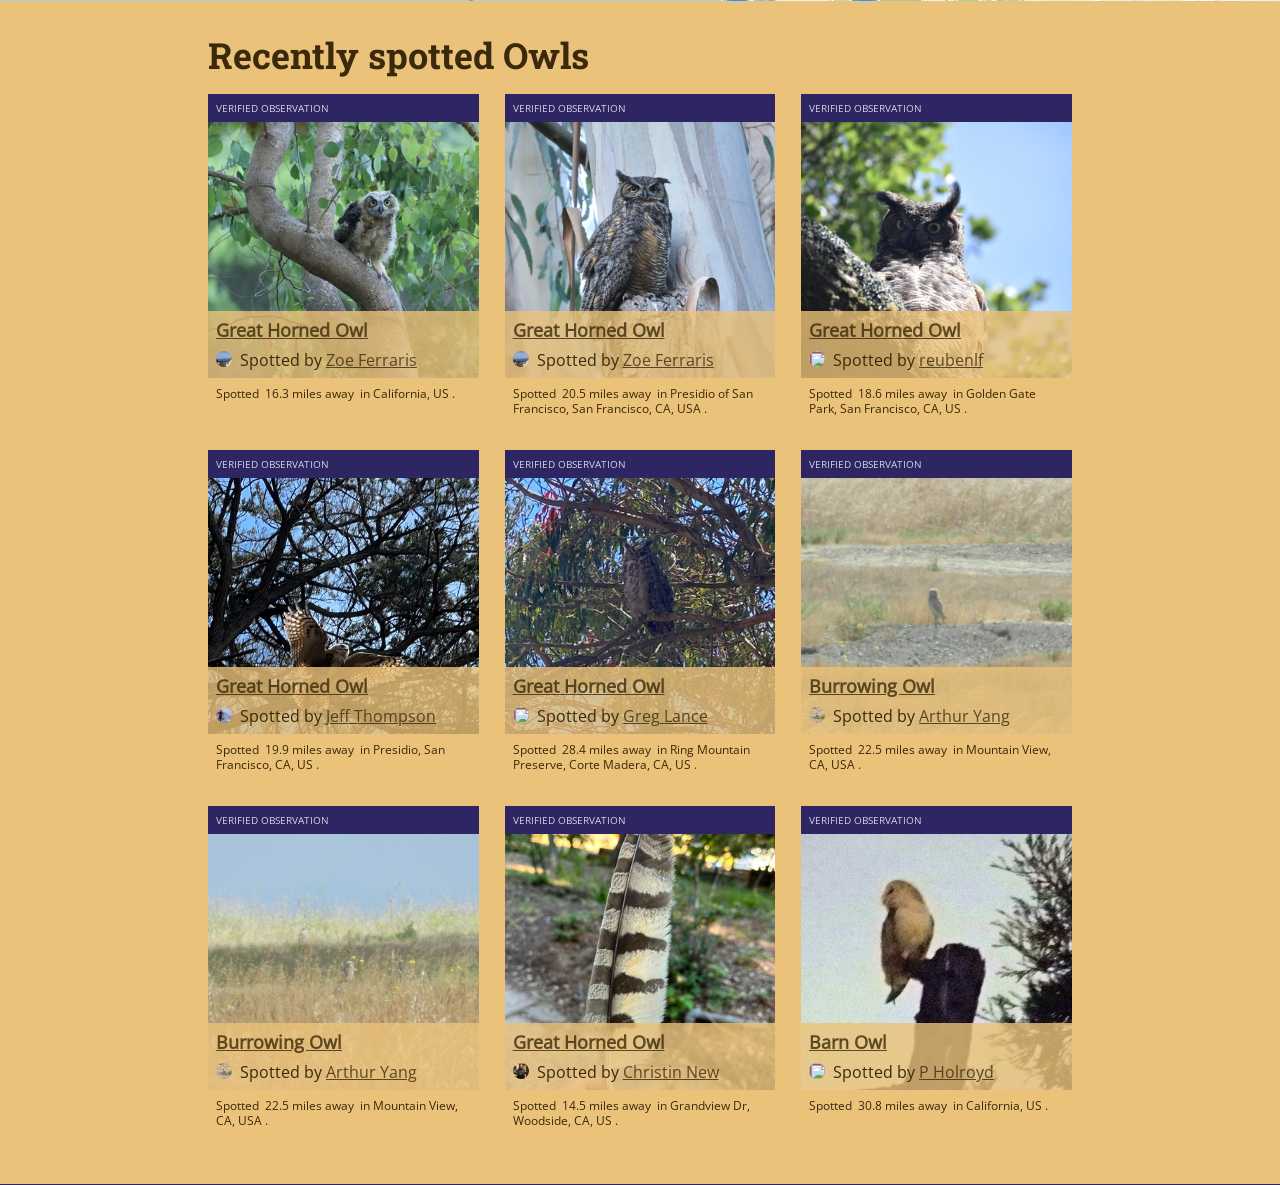 Recently spotted Owls
VERIFIED OBSERVATION
Great Horned Owl
Spotted by Zoe Ferraris
Spotted 16.3 miles away in California, US .
VERIFIED OBSERVATION
Great Horned Owl
Spotted by Zoe Ferraris
Spotted 20.5 miles away in Presidio of San
Francisco, San Francisco, CA, USA .
VERIFIED OBSERVATION
Great Horned Owl
Spotted by reubenlf
Spotted 18.6 miles away in Golden Gate
Park, San Francisco, CA, US .
VERIFIED OBSERVATION
Great Horned Owl
Spotted by Jeff Thompson
Spotted 19.9 miles away in Presidio, San
Francisco, CA, US .
VERIFIED OBSERVATION
Great Horned Owl
Spotted by Greg Lance
Spotted 28.4 miles away in Ring Mountain
Preserve, Corte Madera, CA, US .
VERIFIED OBSERVATION
Burrowing Owl
Spotted by Arthur Yang
Spotted 22.5 miles away in Mountain View,
CA, USA .
VERIFIED OBSERVATION
Burrowing Owl
Spotted by Arthur Yang
Spotted 22.5 miles away in Mountain View,
CA, USA .
VERIFIED OBSERVATION
Great Horned Owl
Spotted by Christin New
Spotted 14.5 miles away in Grandview Dr,
Woodside, CA, US .
VERIFIED OBSERVATION
Barn Owl
Spotted by P Holroyd
Spotted 30.8 miles away in California, US .